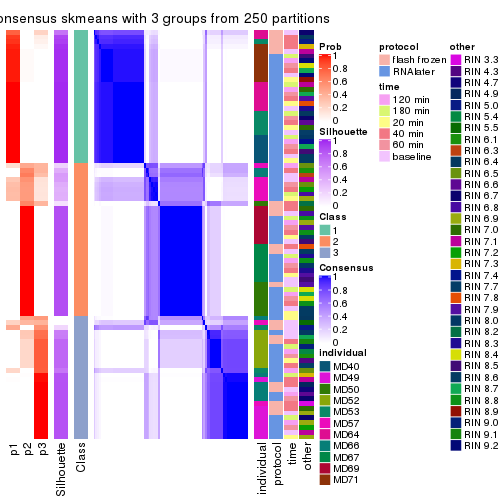 onsensus skmeans with 3 groups from 250 partitions
p1
p2
p3
Silhouette
Class
individual
protocol
time
other
Prob
1
0.8
0.6
0.4
0.2
0
Silhouette
1
0.8
0.6
0.4
0.2
0
Class
1
2
3
Consensus
1
0.8
0.6
0.4
0.2
0
individual
MD40
MD49
MD50
MD52
MD53
MD57
MD64
MD66
MD67
MD69
MD71
protocol
flash frozen
RNAlater
time
120 min
180 min
20 min
40 min
60 min
baseline
other
RIN 3.3
RIN 4.3
RIN 4.7
RIN 4.9
RIN 5.0
RIN 5.4
RIN 5.5
RIN 6.1
RIN 6.3
RIN 6.4
RIN 6.5
RIN 6.6
RIN 6.7
RIN 6.8
RIN 6.9
RIN 7.0
RIN 7.1
RIN 7.2
RIN 7.3
RIN 7.4
RIN 7.7
RIN 7.8
RIN 7.9
RIN 8.0
RIN 8.2
RIN 8.3
RIN 8.4
RIN 8.5
RIN 8.6
RIN 8.7
RIN 8.8
RIN 8.9
RIN 9.0
RIN 9.1
RIN 9.2